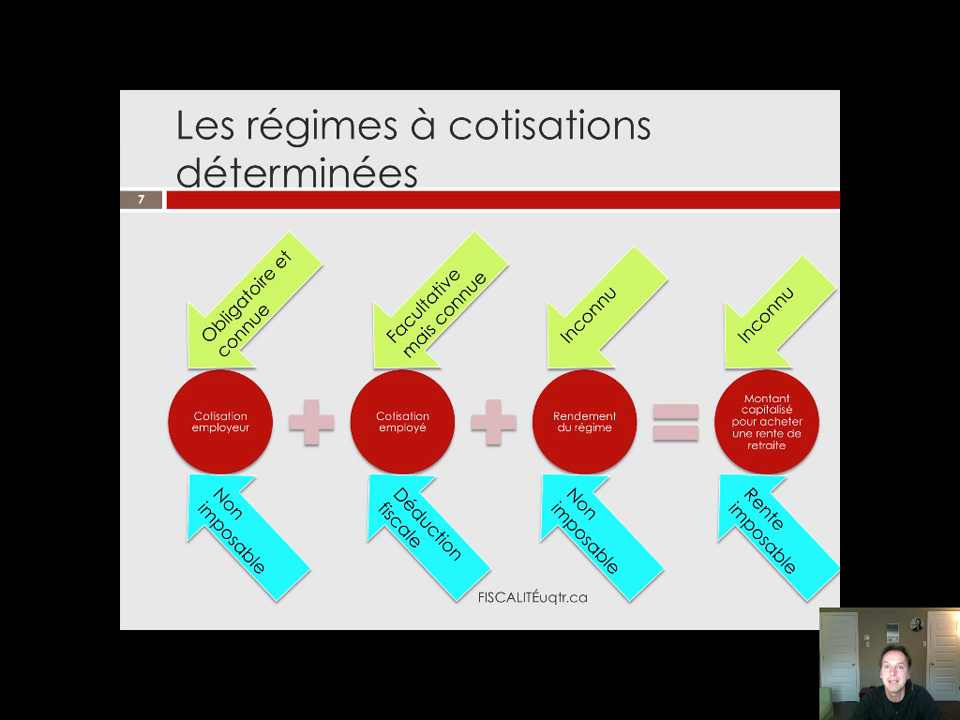 Les régimes à cotisations
déterminées
7
Obligatoire et
connue
Facultative
mais connue
Inconnu
Inconnu
Cotisation
employeur
Cotisation
employé
Rendement
du régime
Montant
capitalisé
pour acheter
une rente de
retraite
Non
imposable
Déduction
fiscale
Non
imposable
Rente
imposable
FISCALITÉuqtr.ca